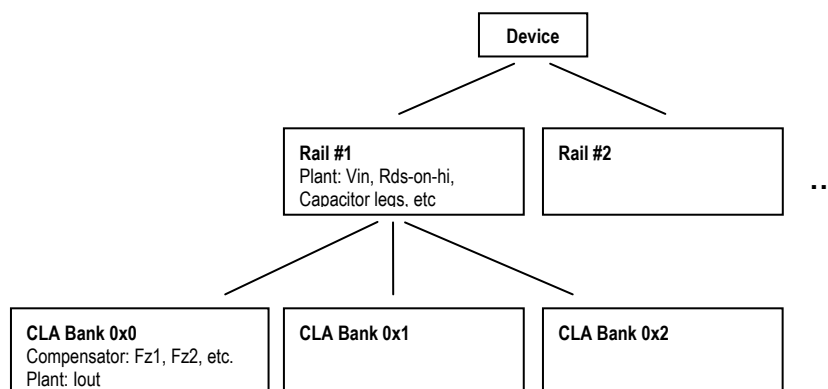 Device
Rail #1
Plant: Vin, Rds-on-hi,
Capacitor legs, etc
Rail #2
..
CLA Bank 0x0
Compensator: Fz1, Fz2, etc.
Plant: Iout
CLA Bank 0x1
CLA Bank 0x2